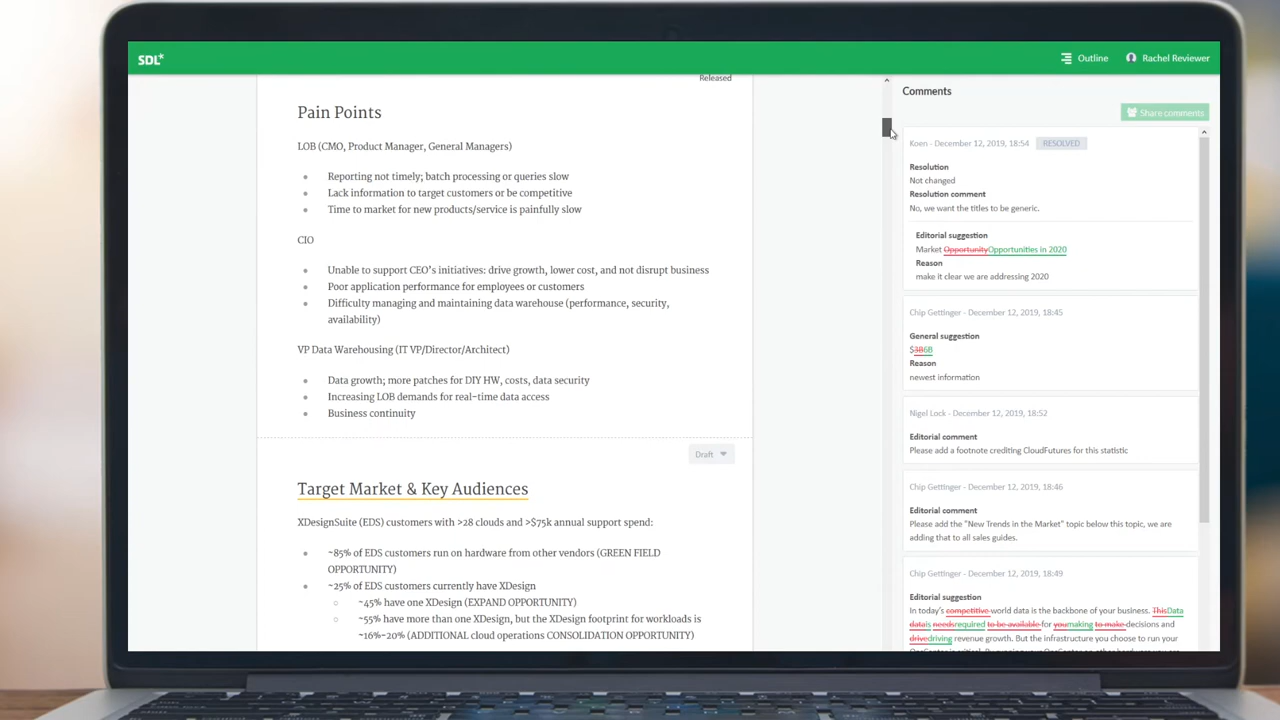 SDL*
Outline
Rachel Reviewer
Released
Pain Points
LOB (CMO, Product Manager, General Managers)
Reporting not timely; batch processing or queries slow
Lack information to target customers or be competitive
Time to market for new products/service is painfully slow
CIO
Unable to support CEO's initiatives: drive growth, lower cost, and not disrupt business
Poor application performance for employees or customers
Difficulty managing and maintaining data warehouse (performance, security,
availability)
VP Data Warehousing (IT VP/Director/Architect)
Data growth; more patches for DIY HW, costs, data security
Increasing LOB demands for real-time data access
Business continuity
Draft
Target Market & Key Audiences
XDesignSuite (EDS) customers with >28 clouds and >$75k annual support spend:
~85% of EDS customers run on hardware from other vendors (GREEN FIELD
OPPORTUNITY)
~25% of EDS customers currently have XDesign
~45% have one XDesign (EXPAND OPPORTUNITY)
~55% have more than one XDesign, but the XDesign footprint for workloads is
~16%-20% (ADDITIONAL cloud operations CONSOLIDATION OPPORTUNITY)
Comments
Share comments
Koen - December 12, 2019, 18:54 RESOLVED
Resolution
Not changed
Resolution comment
No, we want the titles to be generic.
Editorial suggestion
Market OpportunityOpportunities in 2020
Reason
make it clear we are addressing 2020
Chip Gettinger - December 12, 2019, 18:45
General suggestion
$3B6B
Reason
newest information
Nigel Lock - December 12, 2019, 18:52
Editorial comment
Please add a footnote crediting CloudFutures for this statistic
Chip Gettinger - December 12, 2019, 18:46
Editorial comment
Please add the "New Trends in the Market" topic below this topic, we are
adding that to all sales guides.
Chip Gettinger - December 12, 2019, 18:49
Editorial suggestion
In today's competitive world data is the backbone of your business. ThisData
datais needsrequired to be available for youmaking to make decisions and
drivedriving revenue growth. But the infrastructure you choose to run your